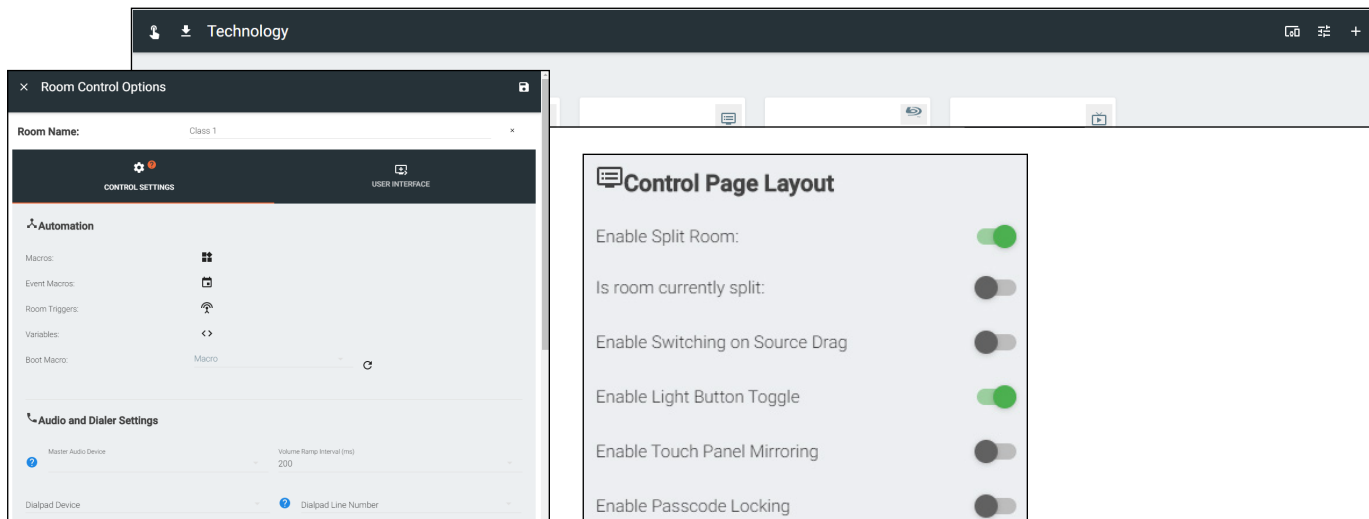 Technology
Room Control Options
Room Name: Class 1
CONTROL SETTINGS USER INTERFACE
Automation
Macros:
Event Macros:
Room Triggers:
Variables:
Boot Macro: Macro
Audio and Dialer Settings
Master Audio Device Volume Ramp Interval (ms)
200
Dialpad Device Dialpad Line Number
Control Page Layout
Enable Split Room:
Is room currently split:
Enable Switching on Source Drag
Enable Light Button Toggle
Enable Touch Panel Mirroring
Enable Passcode Locking